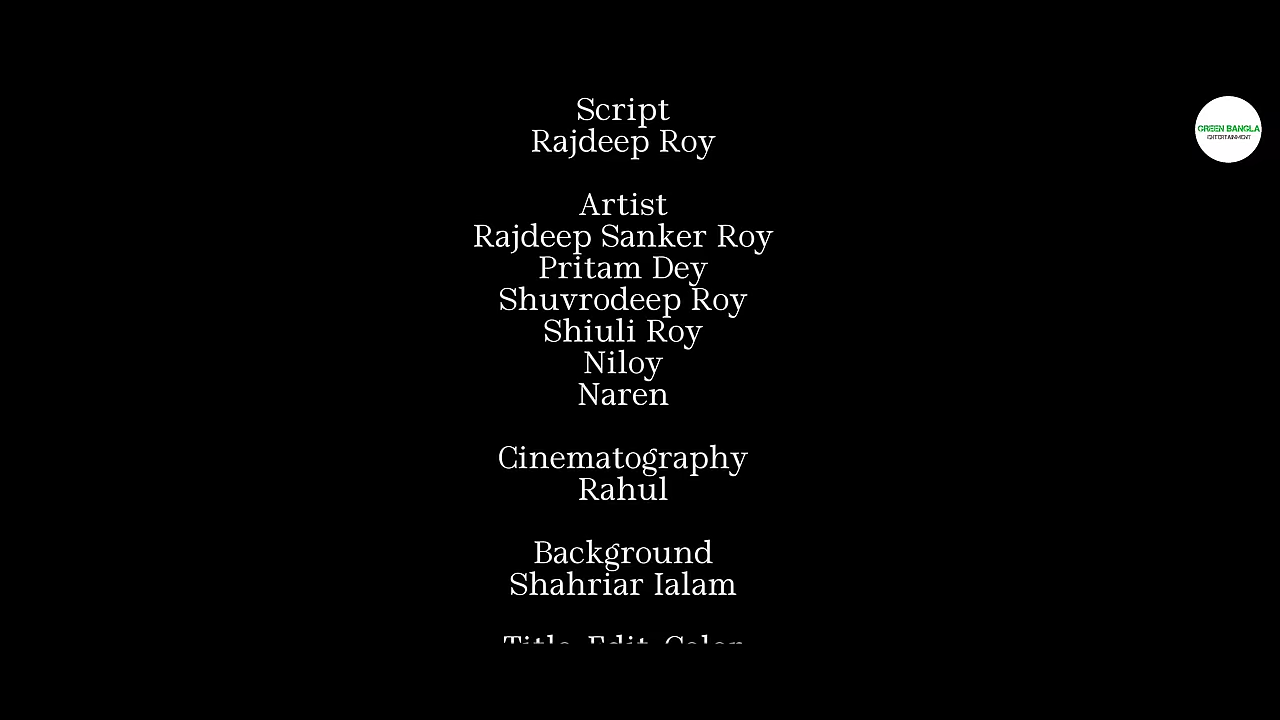 Script
Rajdeep Roy
Artist
Rajdeep Sanker Roy
Pritam Dey
Shuvrodeep Roy
Shiuli Roy
Niloy
Naren
Cinematography
Rahul
Background
Shahriar Ialam
Title, Edit, Color
GREEN BANGLA
ENTERTAINMENT